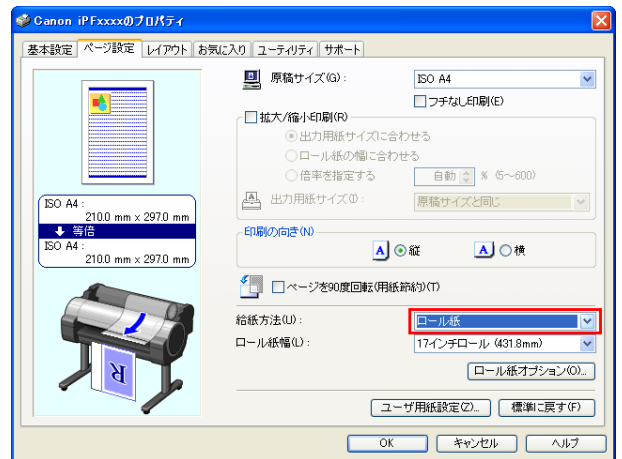 Canon iPFxxxxのプロパティ
基本設定 ページ設定 レイアウト お気に入り ユーティリティ サポート
原稿サイズ(G): ISO A4
フチなし印刷(E)
拡大/縮小印刷(R)
出力用紙サイズに合わせる
ロール紙の幅に合わせる
倍率を指定する 自動 % (5～600)
A 出力用紙サイズ(I): 原稿サイズと同じ
ISO A4 :
210.0 mm x 297.0 mm
等倍
ISO A4 :
210.0 mm x 297.0 mm
印刷の向き(N)
A 縦 A 横
ページを90度回転(用紙節約)(T)
給紙方法(U): ロール紙
ロール紙幅(L): 17インチロール (431.8mm)
ロール紙オプション(O)...
R
ユーザ用紙設定(Z)... 標準に戻す(F)
OK キャンセル ヘルプ